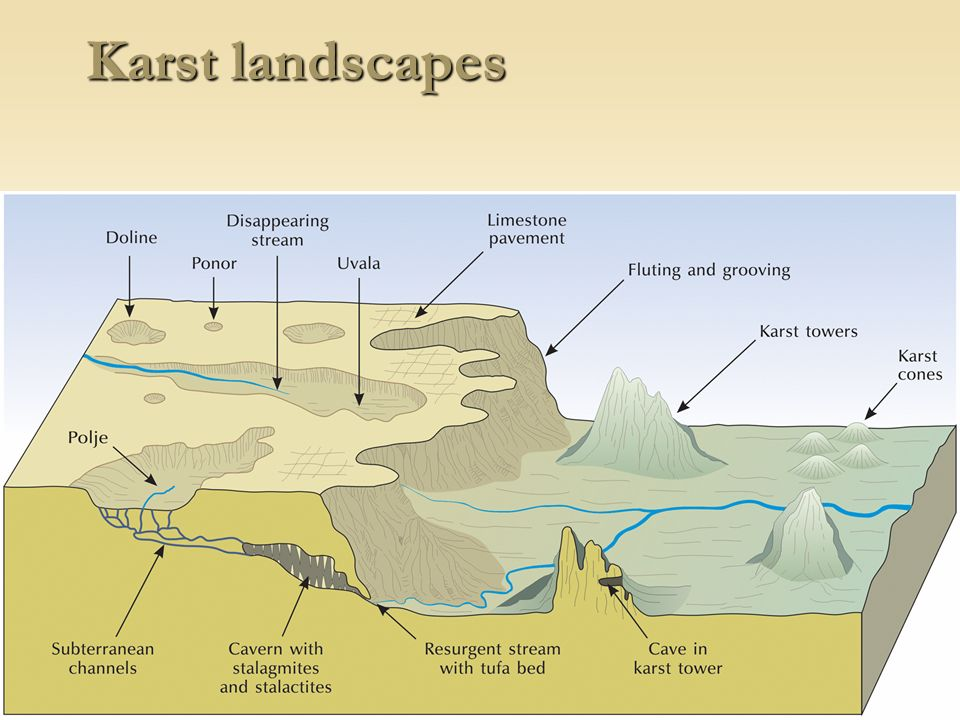 Karst landscapes
Doline
Ponor
Disappearing
stream
Uvala
Limestone
pavement
Fluting and grooving
Karst towers
Karst
cones
Polje
Subterranean
channels
Cavern with
stalagmites
and stalactites
Resurgent stream
with tufa bed
Cave in
karst tower